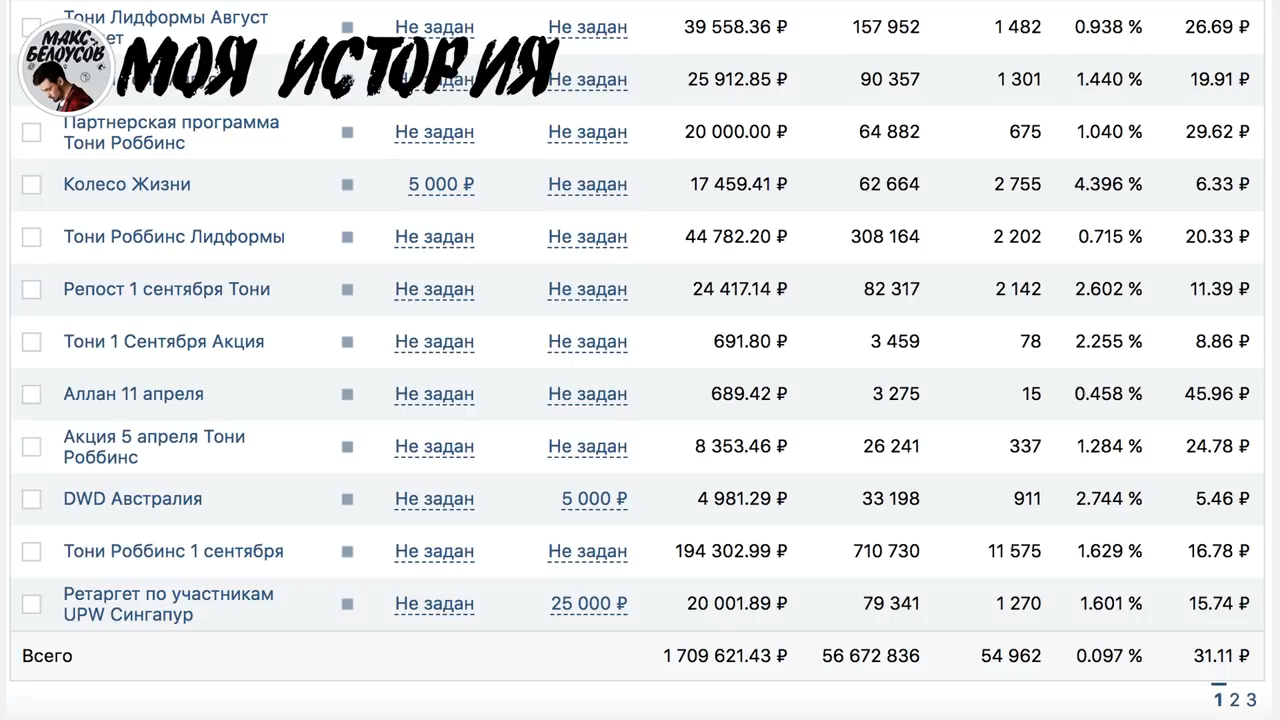 Тони Лидформы Август Не задан Не задан 39 558.36 ₽ 157 952 1 482 0.938 % 26.69 ₽
МАКС
БЕЛОУСОВ
МОЯ ИСТОРИЯ
Не задан 25 912.85 ₽ 90 357 1 301 1.440 % 19.91 ₽
Партнерская программа
Тони Роббинс Не задан Не задан 20 000.00 ₽ 64 882 675 1.040 % 29.62 ₽
Колесо Жизни 5 000 ₽ Не задан 17 459.41 ₽ 62 664 2 755 4.396 % 6.33 ₽
Тони Роббинс Лидформы Не задан Не задан 44 782.20 ₽ 308 164 2 202 0.715 % 20.33 ₽
Репост 1 сентября Тони Не задан Не задан 24 417.14 ₽ 82 317 2 142 2.602 % 11.39 ₽
Тони 1 Сентября Акция Не задан Не задан 691.80 ₽ 3 459 78 2.255 % 8.86 ₽
Аллан 11 апреля Не задан Не задан 689.42 ₽ 3 275 15 0.458 % 45.96 ₽
Акция 5 апреля Тони
Роббинс Не задан Не задан 8 353.46 ₽ 26 241 337 1.284 % 24.78 ₽
DWD Австралия Не задан 5 000 ₽ 4 981.29 ₽ 33 198 911 2.744 % 5.46 ₽
Тони Роббинс 1 сентября Не задан Не задан 194 302.99 ₽ 710 730 11 575 1.629 % 16.78 ₽
Ретаргет по участникам
UPW Сингапур Не задан 25 000 ₽ 20 001.89 ₽ 79 341 1 270 1.601 % 15.74 ₽
Всего 1 709 621.43 ₽ 56 672 836 54 962 0.097 % 31.11 ₽
1 2 3